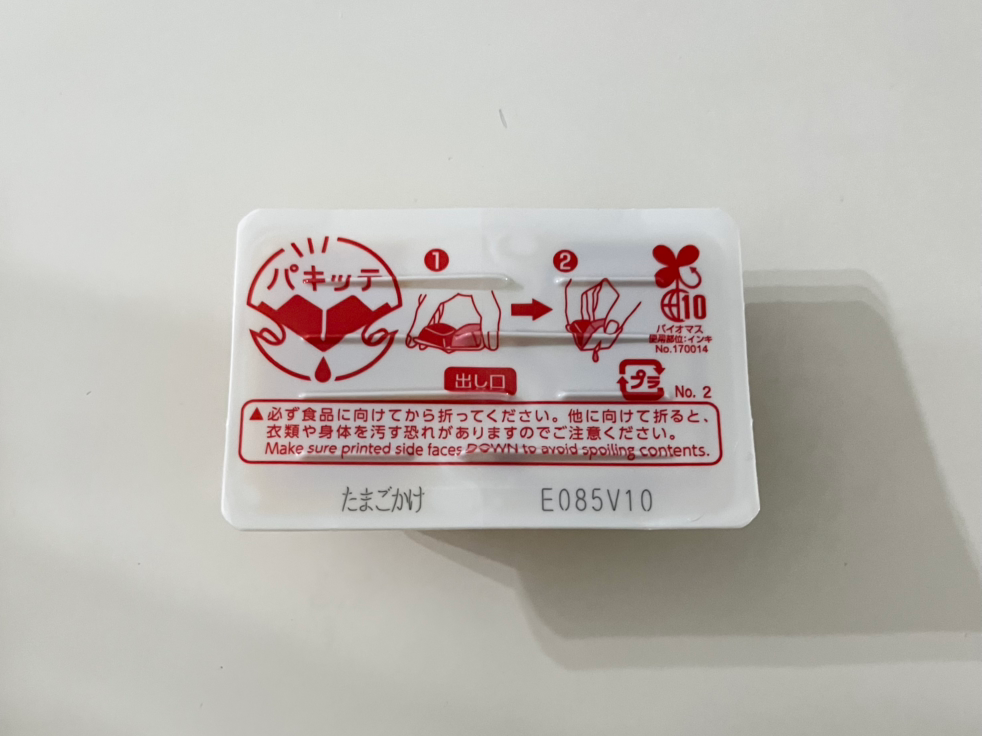 パキッテ
1
2
10
バイオマス
使用部位:インキ
No.170014
出し口
プラ
No. 2
▲必ず食品に向けてから折ってください。他に向けて折ると、
衣類や身体を汚す恐れがありますのでご注意ください。
Make sure printed side faces DOWN to avoid spoiling contents.
たまごかけ
E085V10